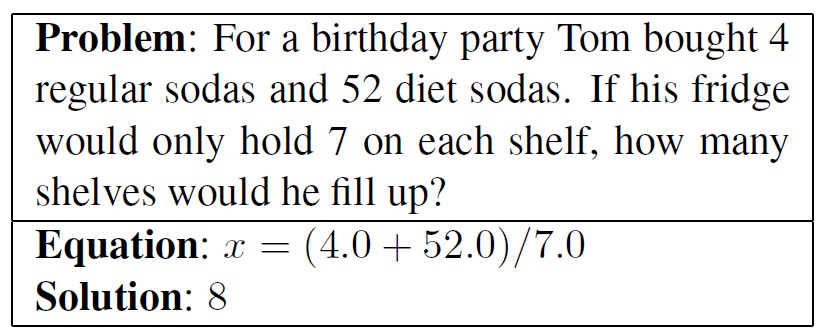 Problem: For a birthday party Tom bought 4
regular sodas and 52 diet sodas. If his fridge
would only hold 7 on each shelf, how many
shelves would he fill up?
Equation: x = (4.0 + 52.0)/7.0
Solution: 8